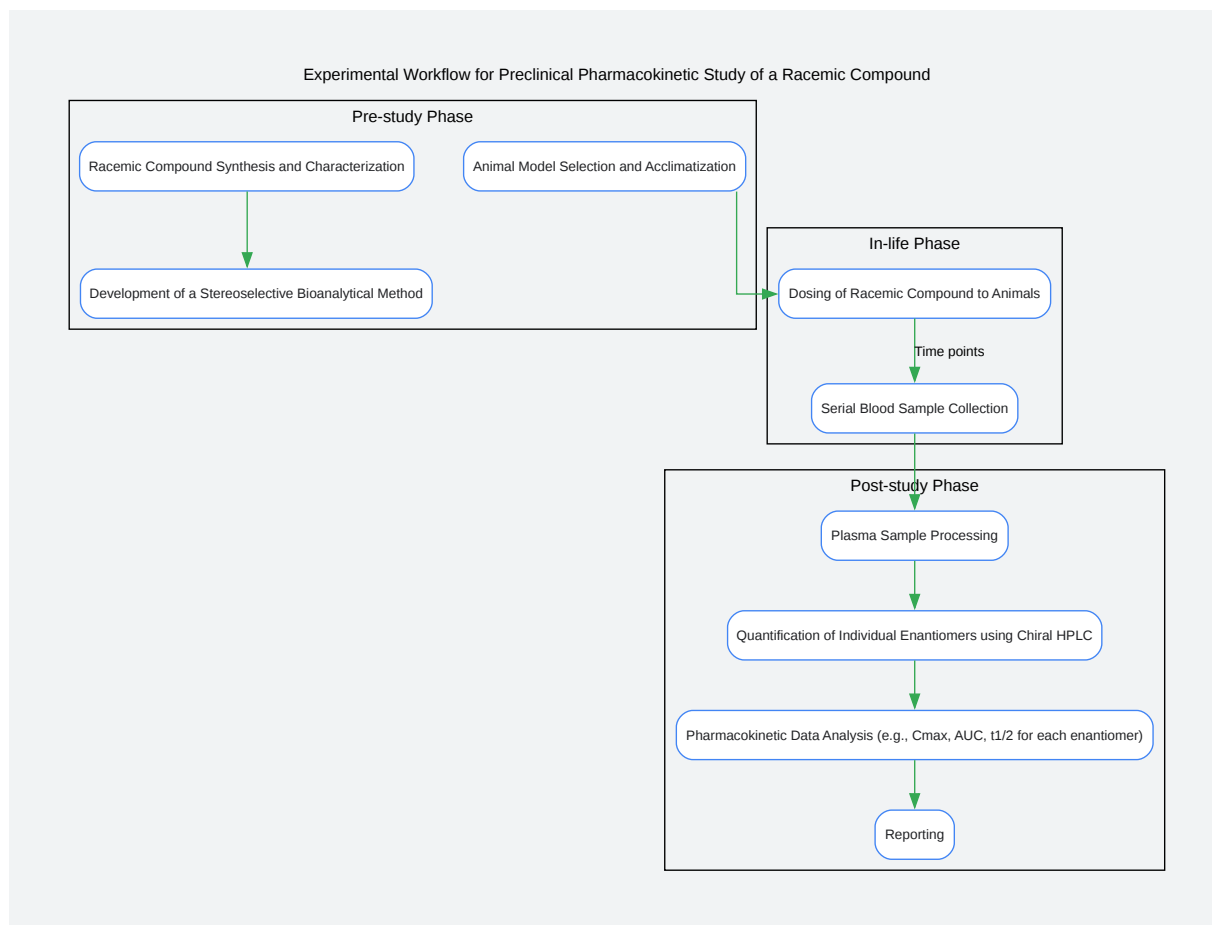 Experimental Workflow for Preclinical Pharmacokinetic Study of a Racemic Compound
Pre-study Phase
Racemic Compound Synthesis and Characterization
Animal Model Selection and Acclimatization
Development of a Stereoselective Bioanalytical Method
In-life Phase
Dosing of Racemic Compound to Animals
Time points
Serial Blood Sample Collection
Post-study Phase
Plasma Sample Processing
Quantification of Individual Enantiomers using Chiral HPLC
Pharmacokinetic Data Analysis (e.g., Cmax, AUC, t1/2 for each enantiomer)
Reporting